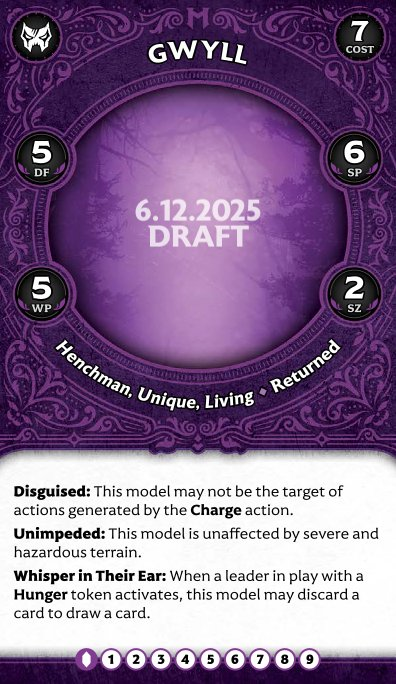 GWYLL
7
COST
5
DF
6
SP
6.12.2025
DRAFT
5
WP
2
SZ
Henchman, Unique, Living ◆ Returned
Disguised: This model may not be the target of
actions generated by the Charge action.
Unimpeded: This model is unaffected by severe and
hazardous terrain.
Whisper in Their Ear: When a leader in play with a
Hunger token activates, this model may discard a
card to draw a card.
1 2 3 4 5 6 7 8 9